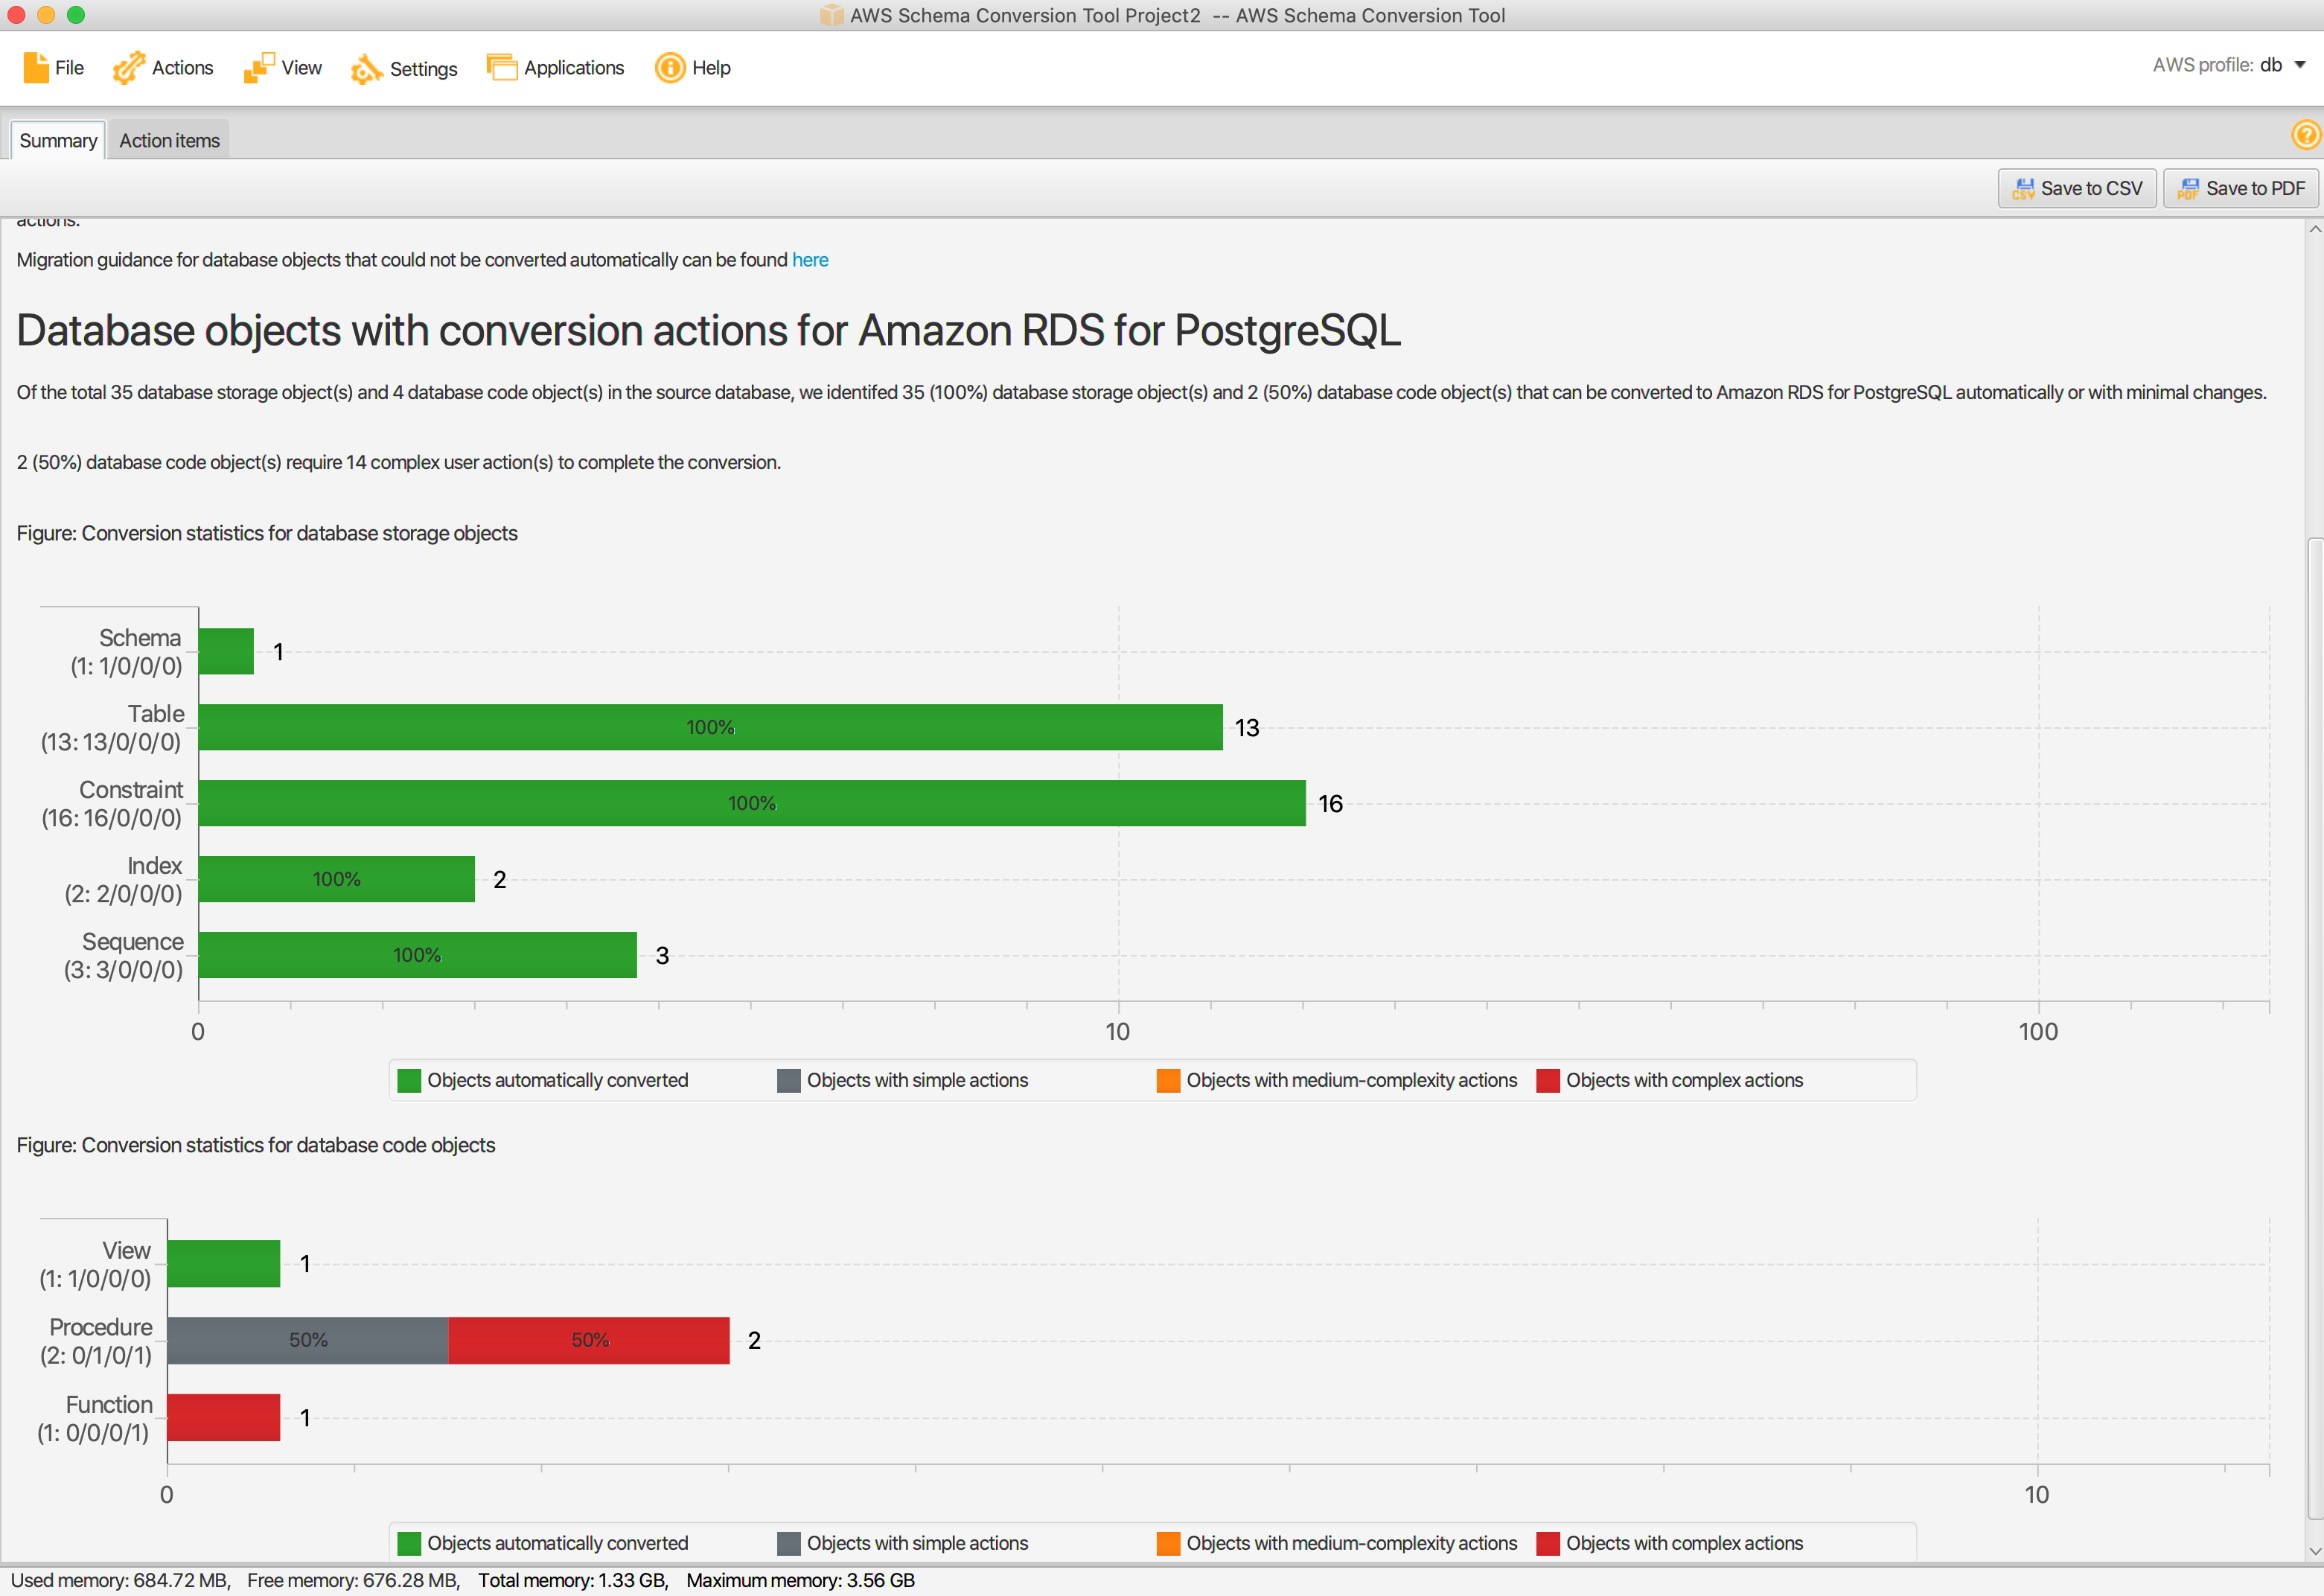 AWS Schema Conversion Tool Project2 -- AWS Schema Conversion Tool
File Actions View Settings Applications Help AWS profile: db
Summary Action items
Save to CSV Save to PDF
actions.
Migration guidance for database objects that could not be converted automatically can be found here
Database objects with conversion actions for Amazon RDS for PostgreSQL
Of the total 35 database storage object(s) and 4 database code object(s) in the source database, we identifed 35 (100%) database storage object(s) and 2 (50%) database code object(s) that can be converted to Amazon RDS for PostgreSQL automatically or with minimal changes.
2 (50%) database code object(s) require 14 complex user action(s) to complete the conversion.
Figure: Conversion statistics for database storage objects
Schema
(1: 1/0/0/0)
1
Table
(13: 13/0/0/0)
100%
13
Constraint
(16: 16/0/0/0)
100%
16
Index
(2: 2/0/0/0)
100%
2
Sequence
(3: 3/0/0/0)
100%
3
0 10 100
Objects automatically converted Objects with simple actions Objects with medium-complexity actions Objects with complex actions
Figure: Conversion statistics for database code objects
View
(1: 1/0/0/0)
1
Procedure
(2: 0/1/0/1)
50% 50%
2
Function
(1: 0/0/0/1)
1
0 10
Objects automatically converted Objects with simple actions Objects with medium-complexity actions Objects with complex actions
Used memory: 684.72 MB, Free memory: 676.28 MB, Total memory: 1.33 GB, Maximum memory: 3.56 GB